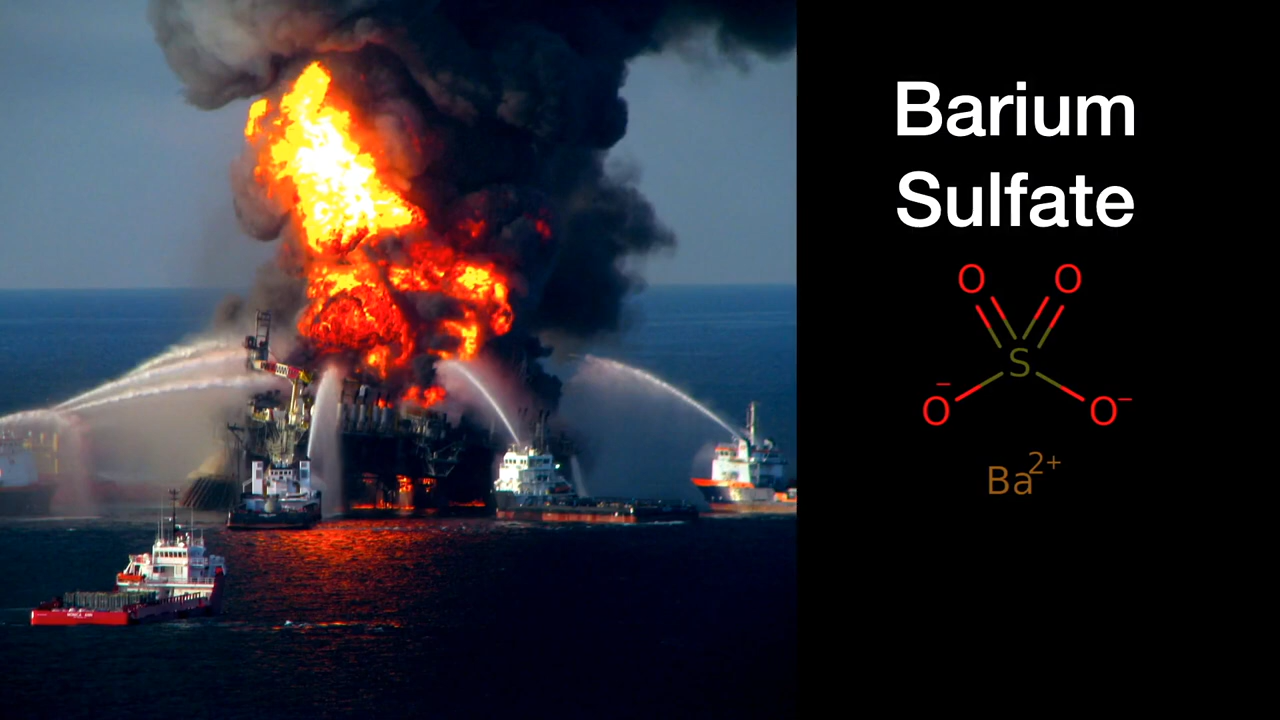 Barium
Sulfate
O O
S
O⁻ O⁻
Ba²⁺